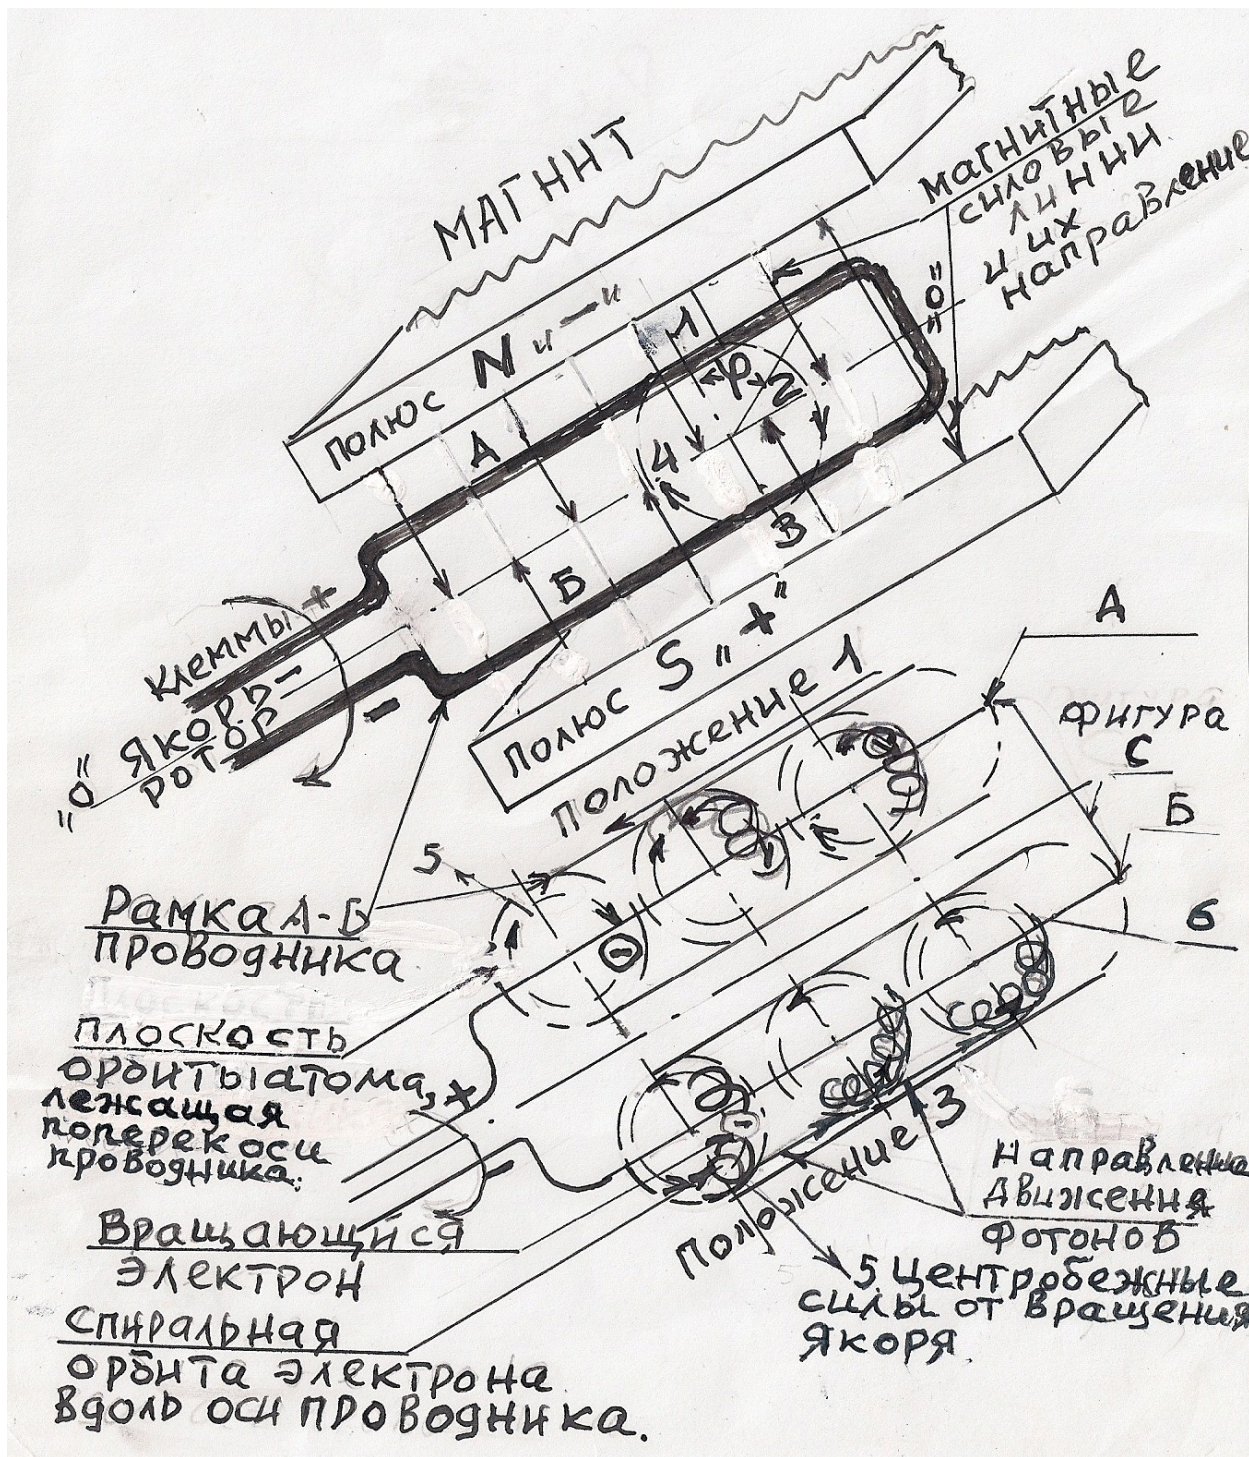 МАГНИТ
магнитные
силовые
линии
и их
направление
"0"
полюс N "—"
1
φ
2
А
4
3
Б
Клеммы +
Якорь-
ротор
"0"
-
полюс S "+"
Положение 1
А
фигура
С
Б
6
5
Рамка А-Б
проводника
плоскость
орбиты атома,
лежащая
поперек оси
проводника.
+
-
Вращающийся
электрон
Спиральная
орбита электрона
вдоль оси проводника.
Положение 3
Направление
движения
фотонов
5 Центробежные
силы от вращения
якоря